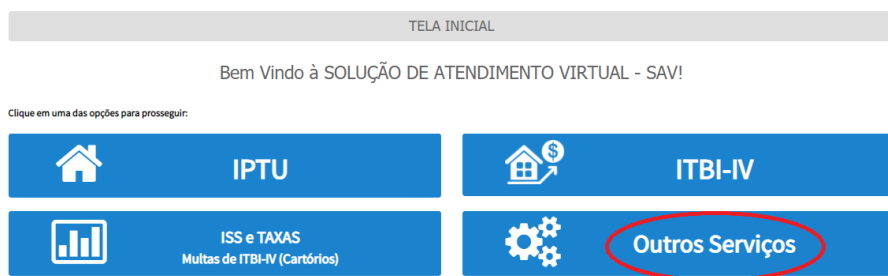 TELA INICIAL
Bem Vindo à SOLUÇÃO DE ATENDIMENTO VIRTUAL - SAV!
Clique em uma das opções para prosseguir:
IPTU
ITBI-IV
ISS e TAXAS
Multas de ITBI-IV (Cartórios)
Outros Serviços